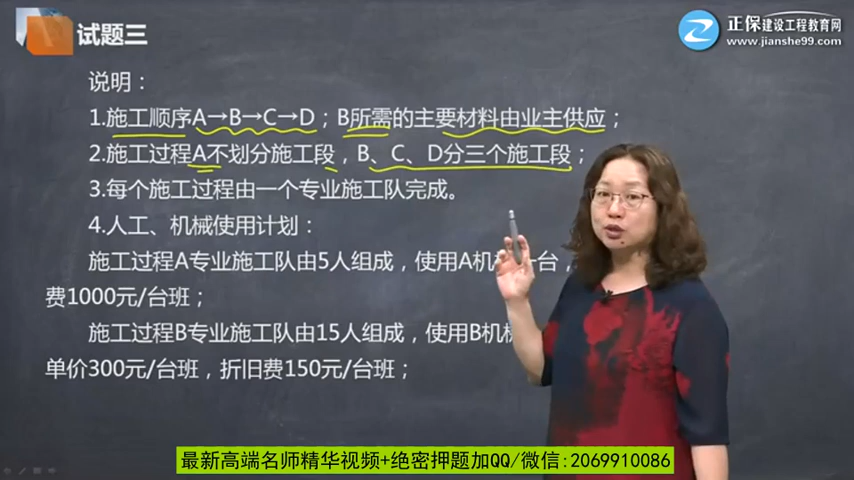 试题三
正保建设工程教育网
www.jianshe99.com
说明：
1.施工顺序A→B→C→D；B所需的主要材料由业主供应；
2.施工过程A不划分施工段，B、C、D分三个施工段；
3.每个施工过程由一个专业施工队完成。
4.人工、机械使用计划：
施工过程A专业施工队由5人组成，使用A机械一台，
费1000元/台班；
施工过程B专业施工队由15人组成，使用B机
单价300元/台班，折旧费150元/台班；
最新高端名师精华视频+绝密押题加QQ/微信:2069910086